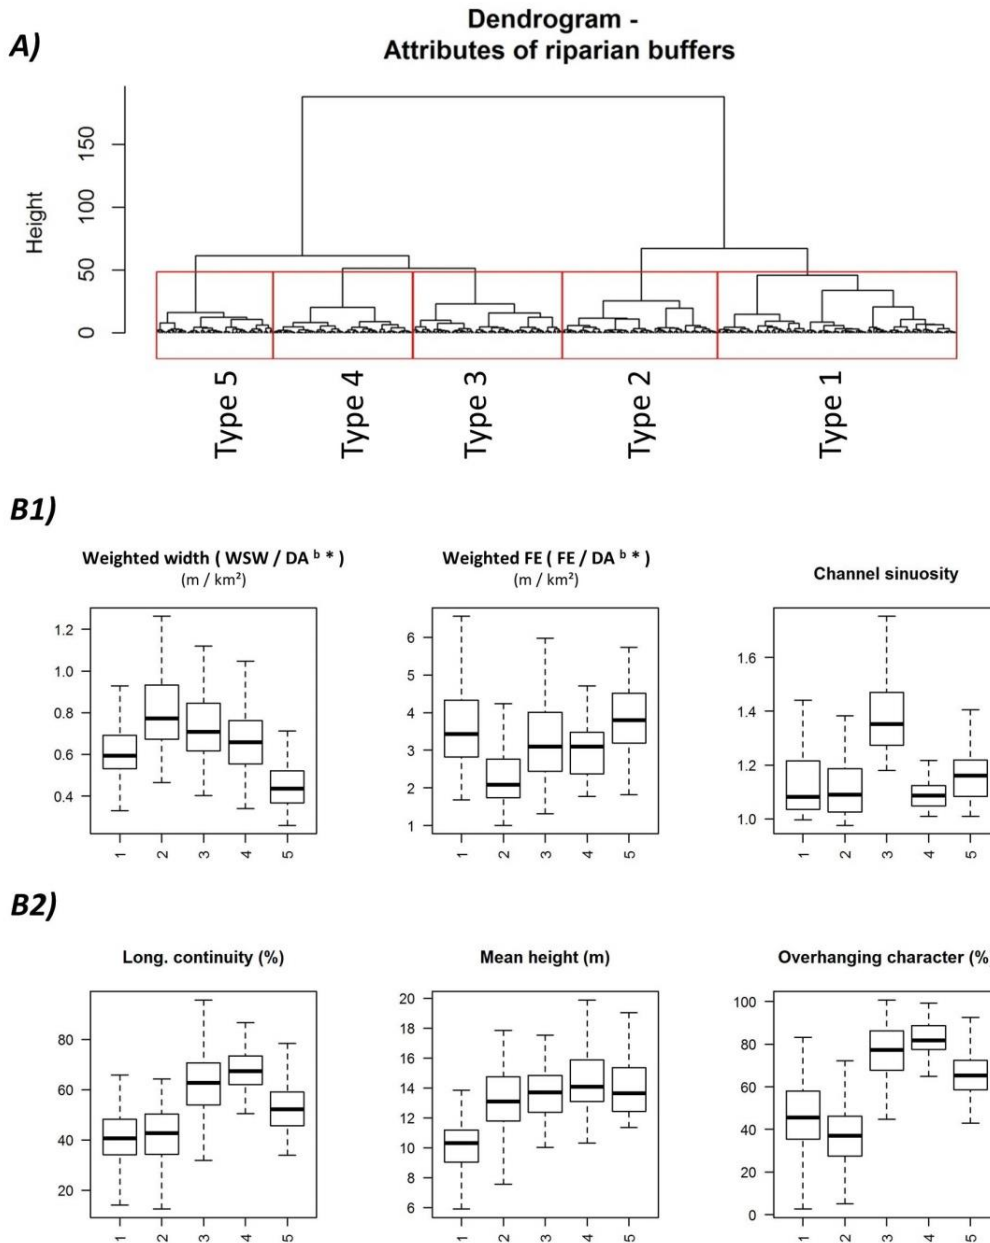 A)
Dendrogram -
Attributes of riparian buffers
Height
150
100
50
0
Type 5
Type 4
Type 3
Type 2
Type 1
B1)
Weighted width ( WSW / DA ᵇ * )
(m / km²)
1.2
1.0
0.8
0.6
0.4
1 2 3 4 5
Weighted FE ( FE / DA ᵇ * )
(m / km²)
6
5
4
3
2
1
1 2 3 4 5
Channel sinuosity
1.6
1.4
1.2
1.0
1 2 3 4 5
B2)
Long. continuity (%)
80
60
40
20
1 2 3 4 5
Mean height (m)
20
18
16
14
12
10
8
6
1 2 3 4 5
Overhanging character (%)
100
80
60
40
20
0
1 2 3 4 5